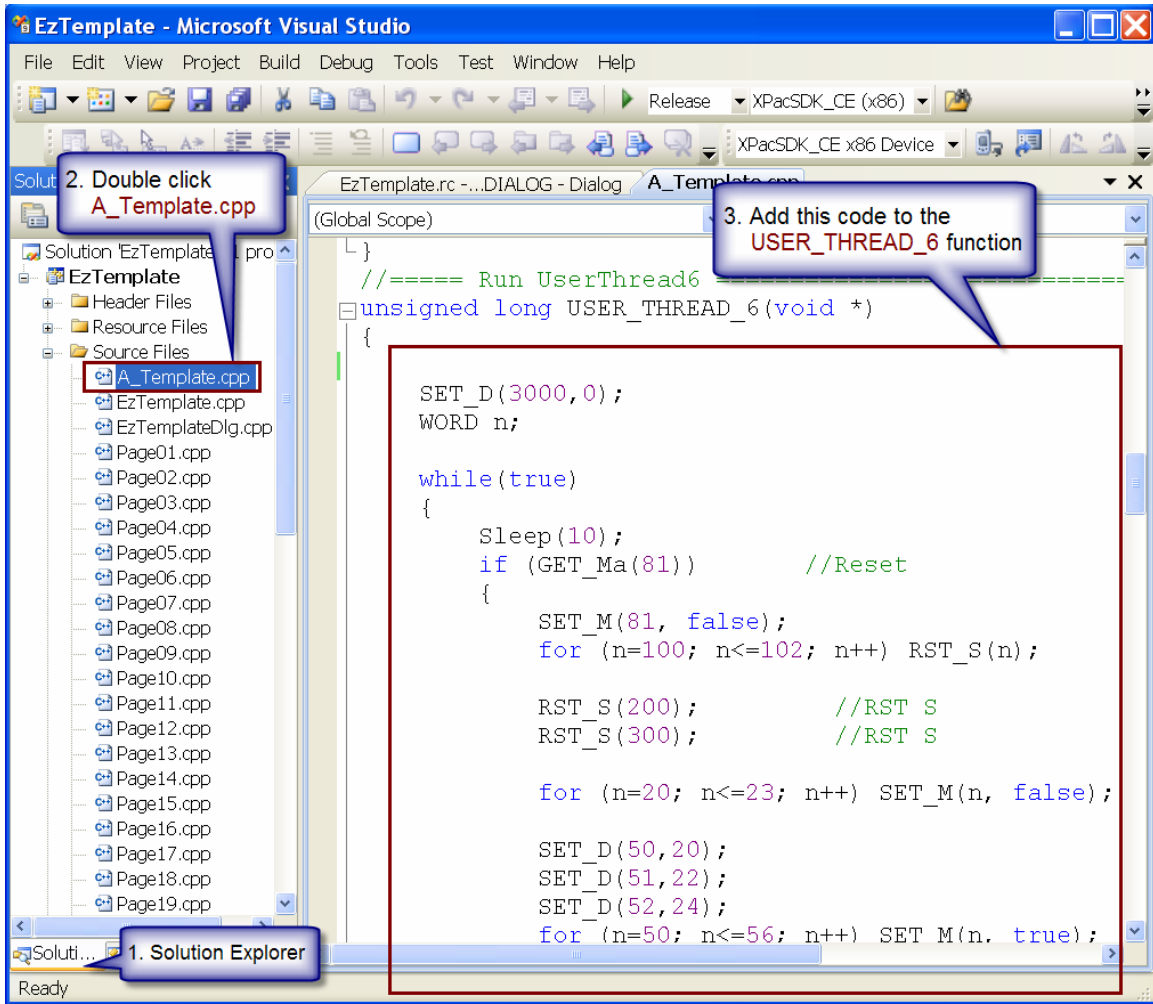 EzTemplate - Microsoft Visual Studio
File Edit View Project Build Debug Tools Test Window Help
Release XPacSDK_CE (x86)
XPacSDK_CE x86 Device
Solut
2. Double click
A_Template.cpp
EzTemplate.rc -...DIALOG - Dialog A_Template.cpp
(Global Scope)
3. Add this code to the
USER_THREAD_6 function
Solution 'EzTemplate' pro
EzTemplate
Header Files
Resource Files
Source Files
A_Template.cpp
EzTemplate.cpp
EzTemplateDlg.cpp
Page01.cpp
Page02.cpp
Page03.cpp
Page04.cpp
Page05.cpp
Page06.cpp
Page07.cpp
Page08.cpp
Page09.cpp
Page10.cpp
Page11.cpp
Page12.cpp
Page13.cpp
Page14.cpp
Page15.cpp
Page16.cpp
Page17.cpp
Page18.cpp
Page19.cpp
Soluti...
1. Solution Explorer
}
//===== Run UserThread6 =====
unsigned long USER_THREAD_6(void *)
{
SET_D(3000,0);
WORD n;
while(true)
{
Sleep(10);
if (GET_Ma(81)) //Reset
{
SET_M(81, false);
for (n=100; n<=102; n++) RST_S(n);
RST_S(200); //RST S
RST_S(300); //RST S
for (n=20; n<=23; n++) SET_M(n, false);
SET_D(50,20);
SET_D(51,22);
SET_D(52,24);
for (n=50; n<=56; n++) SET_M(n, true);
Ready